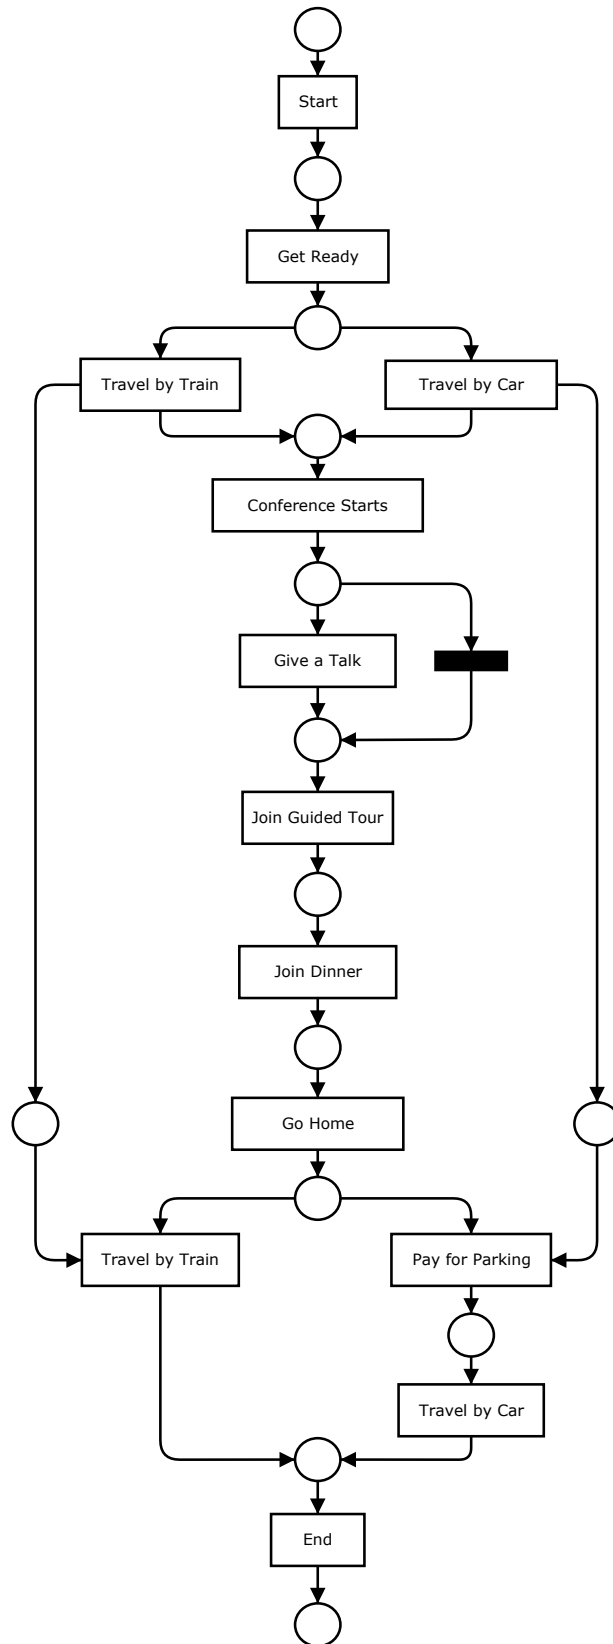 Start
Get Ready
Travel by Train
Travel by Car
Conference Starts
Give a Talk
Join Guided Tour
Join Dinner
Go Home
Travel by Train
Pay for Parking
Travel by Car
End